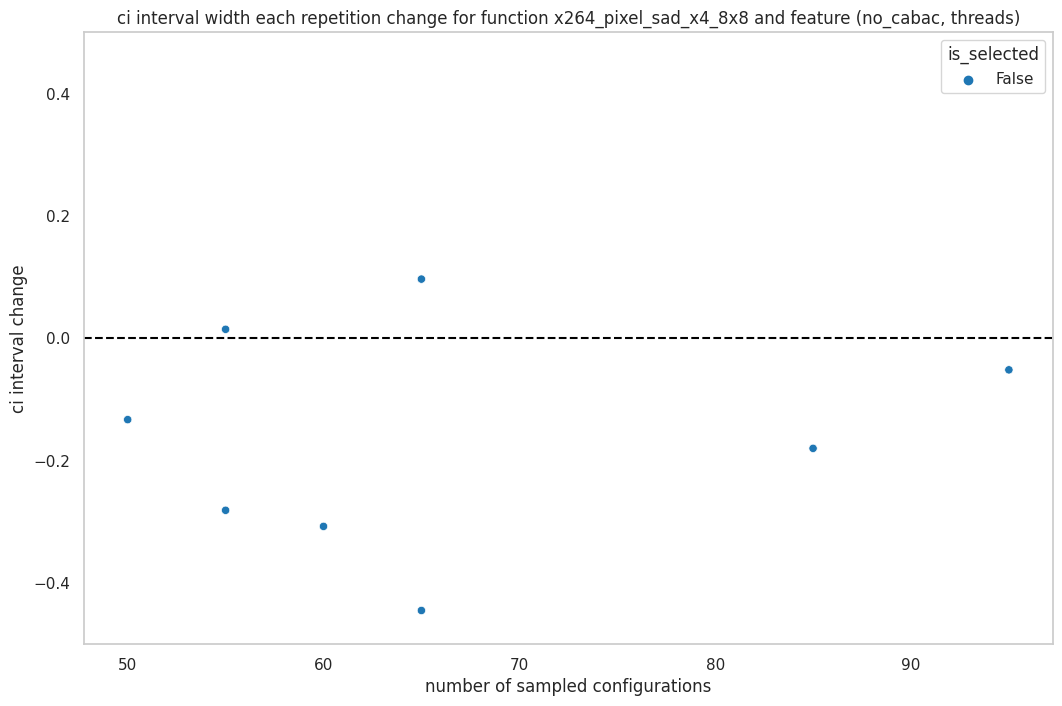 ci interval width each repetition change for function x264_pixel_sad_x4_8x8 and feature (no_cabac, threads)
is_selected
False
0.4
0.2
0.0
−0.2
−0.4
ci interval change
50 60 70 80 90
number of sampled configurations